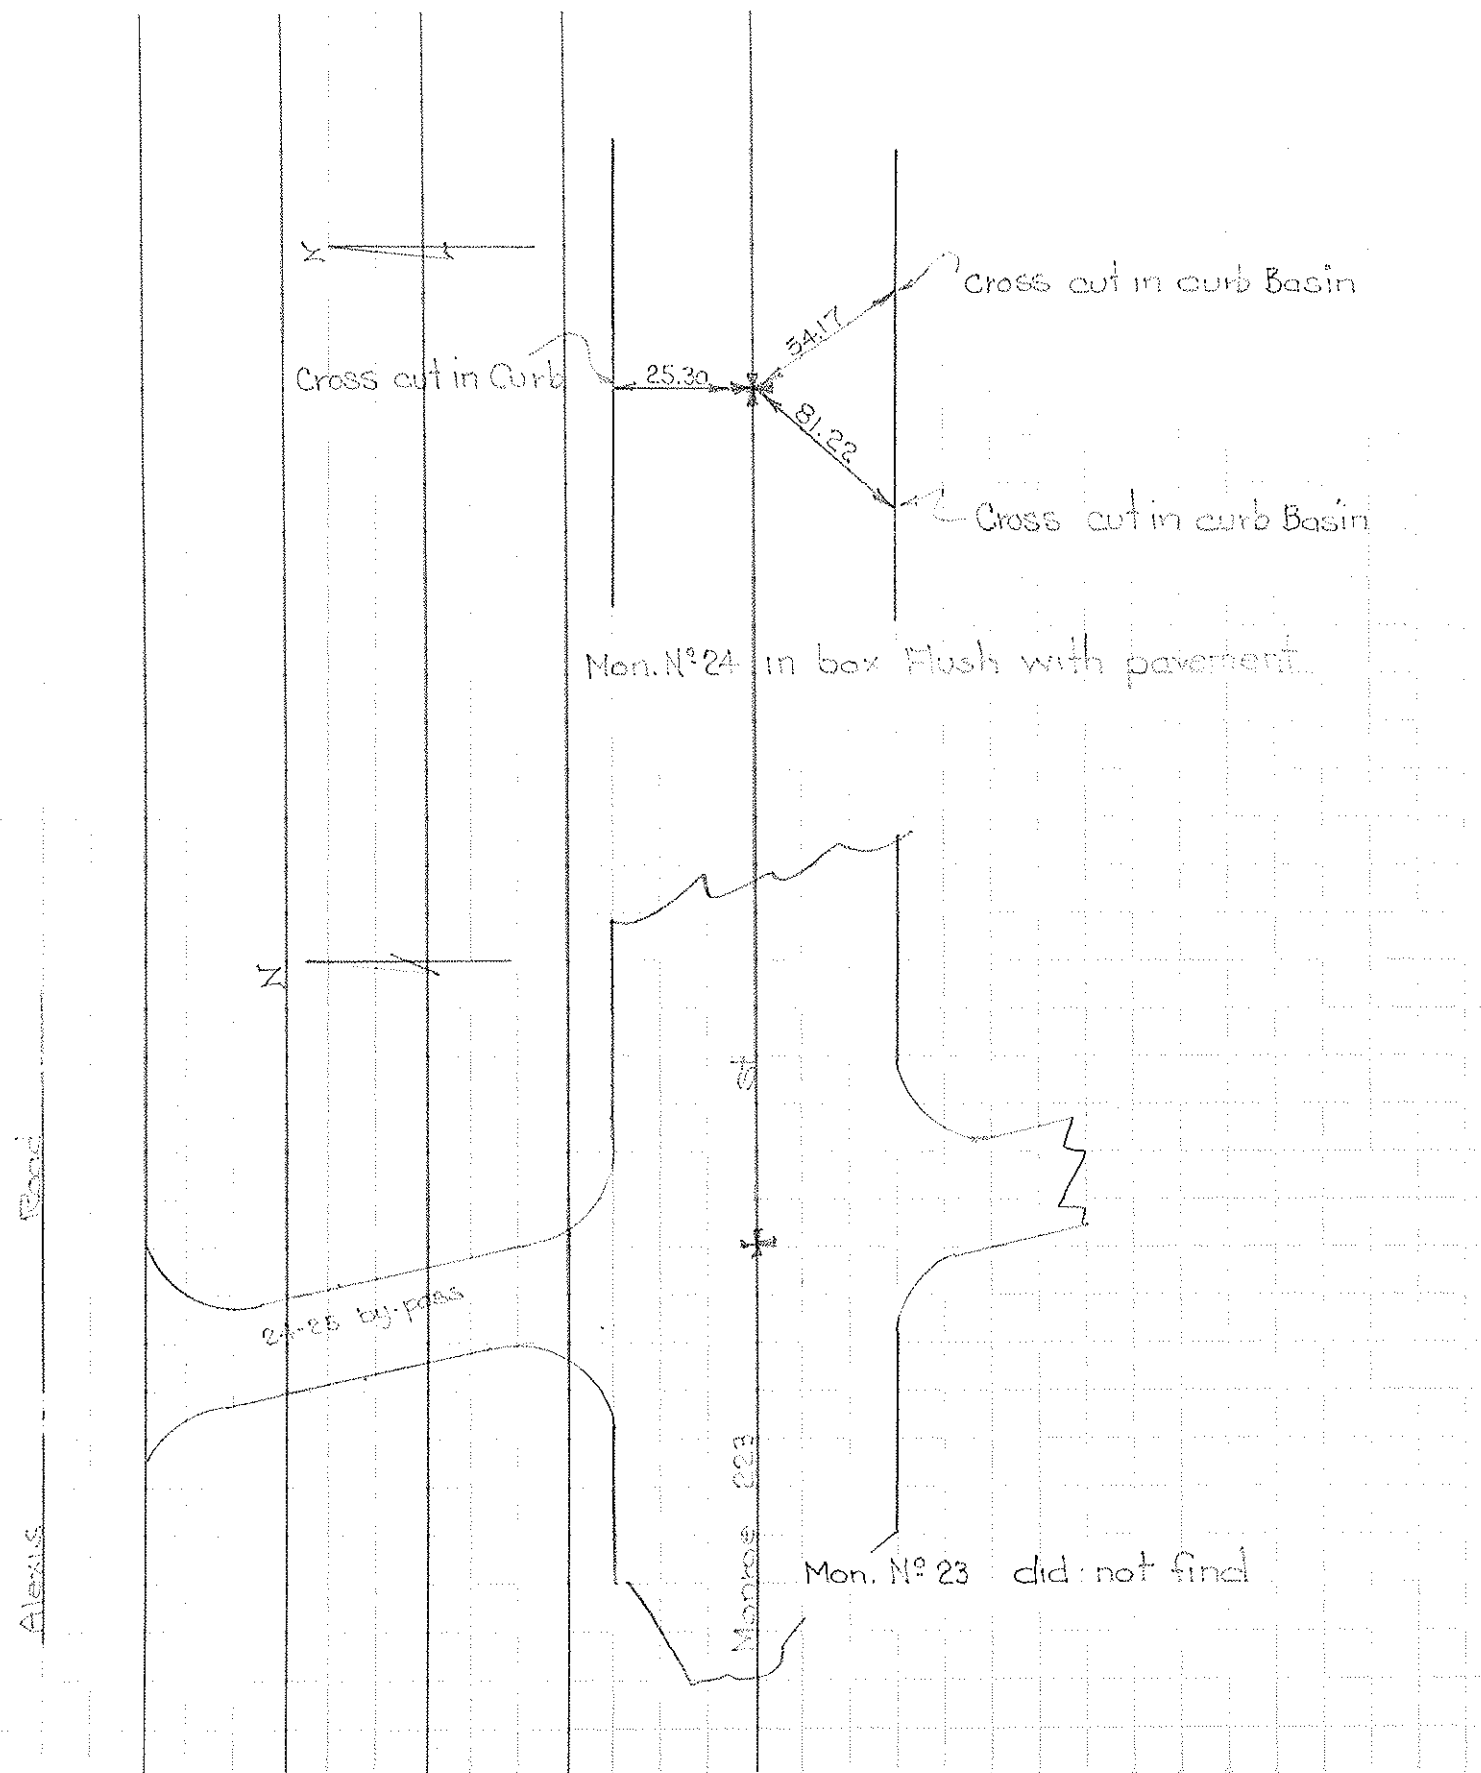 Cross cut in curb Basin
54.17
Cross cut in Curb
25.30
81.22
Cross cut in curb Basin
Mon. Nº 24 in box Flush with pavement
N
Alexis Road
24-25 by-pass
Monroe 223 St
Mon. Nº 23 did not find